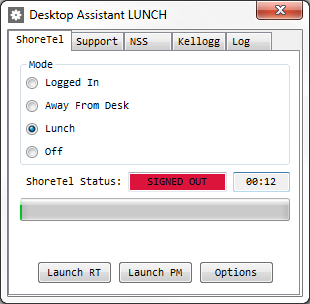 Desktop Assistant LUNCH
ShoreTel Support NSS Kellogg Log
Mode
Logged In
Away From Desk
Lunch
Off
ShoreTel Status: SIGNED OUT 00:12
Launch RT Launch PM Options